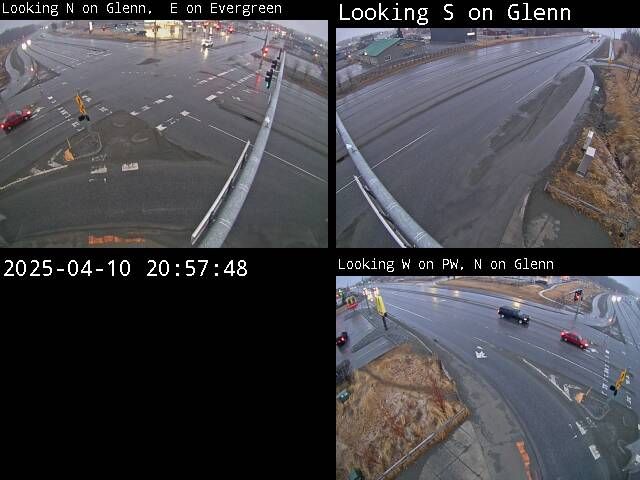 Looking N on Glenn,  E on Evergreen
Looking S on Glenn
2025-04-10 20:57:48
Looking W on PW, N on Glenn